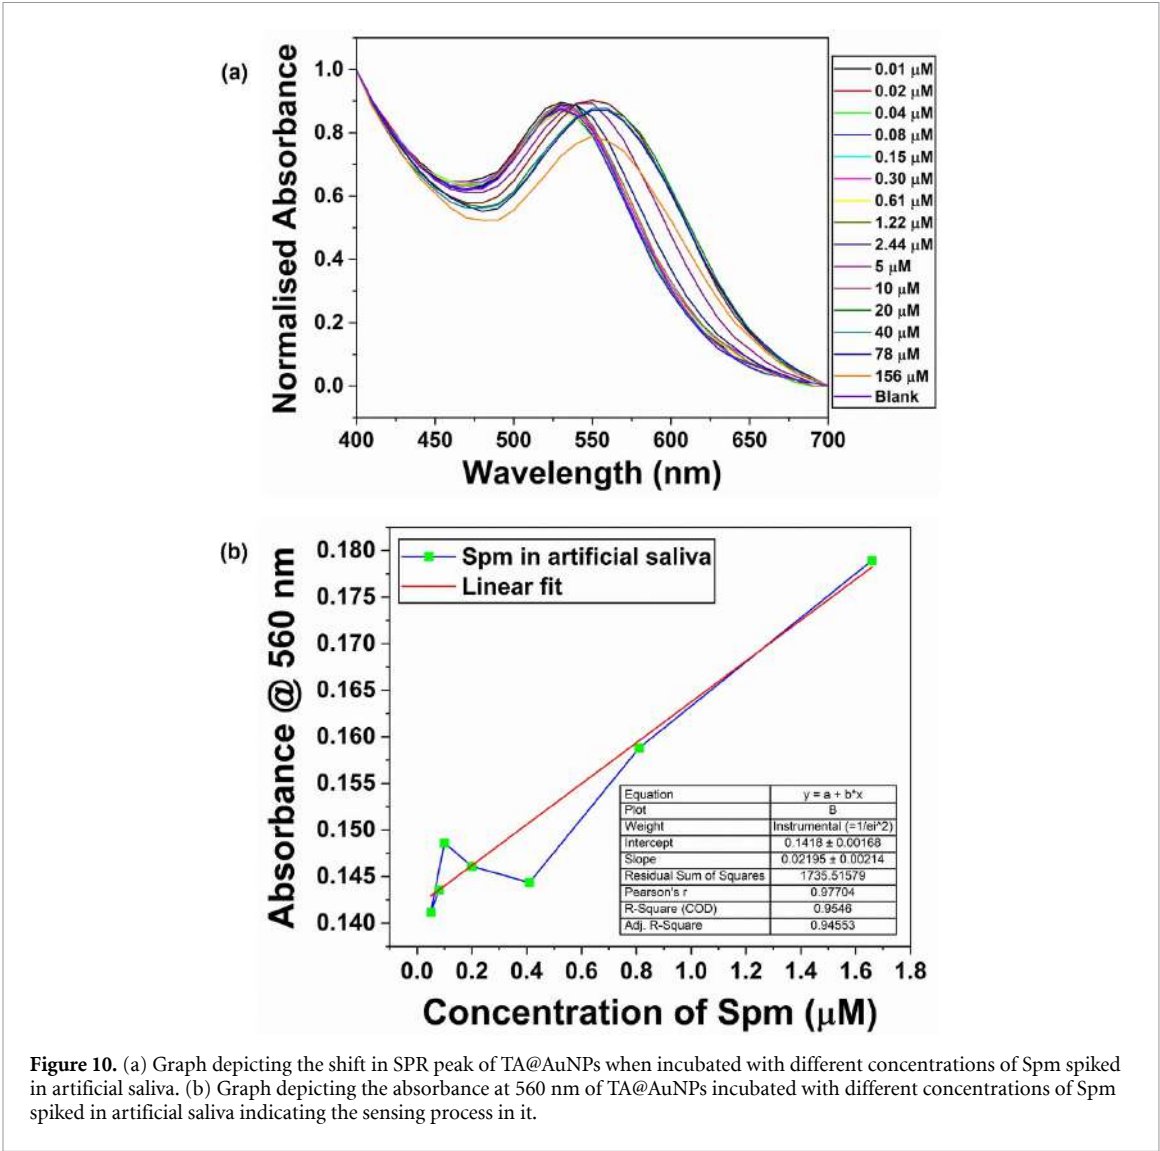 (a)
Normalised Absorbance
1.0
0.8
0.6
0.4
0.2
0.0
400 450 500 550 600 650 700
Wavelength (nm)
0.01 μM
0.02 μM
0.04 μM
0.08 μM
0.15 μM
0.30 μM
0.61 μM
1.22 μM
2.44 μM
5 μM
10 μM
20 μM
40 μM
78 μM
156 μM
Blank
(b)
Absorbance @ 560 nm
0.180
0.175
0.170
0.165
0.160
0.155
0.150
0.145
0.140
Spm in artificial saliva
Linear fit
Equation y = a + b*x
Plot B
Weight Instrumental (=1/ei^2)
Intercept 0.1418 ± 0.00168
Slope 0.02195 ± 0.00214
Residual Sum of Squares 1735.51579
Pearson's r 0.97704
R-Square (COD) 0.9546
Adj. R-Square 0.94553
0.0 0.2 0.4 0.6 0.8 1.0 1.2 1.4 1.6 1.8
Concentration of Spm (μM)
Figure 10. (a) Graph depicting the shift in SPR peak of TA@AuNPs when incubated with different concentrations of Spm spiked
in artificial saliva. (b) Graph depicting the absorbance at 560 nm of TA@AuNPs incubated with different concentrations of Spm
spiked in artificial saliva indicating the sensing process in it.